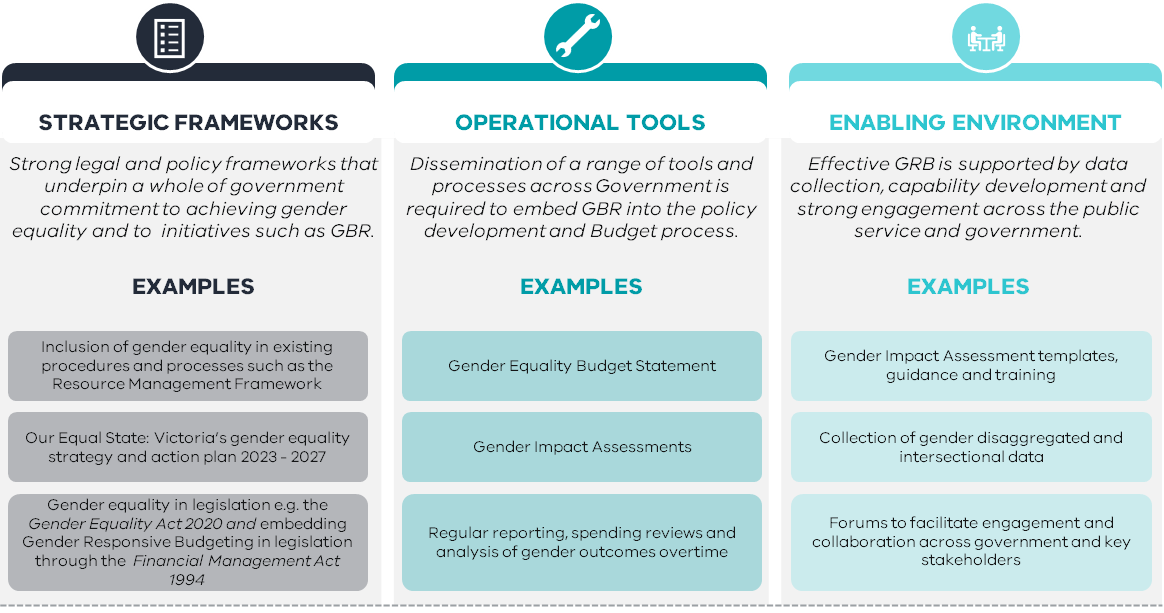 STRATEGIC FRAMEWORKS
Strong legal and policy frameworks that
underpin a whole of government
commitment to achieving gender
equality and to initiatives such as GBR.
EXAMPLES
Inclusion of gender equality in existing
procedures and processes such as the
Resource Management Framework
Our Equal State: Victoria's gender equality
strategy and action plan 2023 - 2027
Gender equality in legislation e.g. the
Gender Equality Act 2020 and embedding
Gender Responsive Budgeting in legislation
through the Financial Management Act
1994
OPERATIONAL TOOLS
Dissemination of a range of tools and
processes across Government is
required to embed GBR into the policy
development and Budget process.
EXAMPLES
Gender Equality Budget Statement
Gender Impact Assessments
Regular reporting, spending reviews and
analysis of gender outcomes overtime
ENABLING ENVIRONMENT
Effective GRB is supported by data
collection, capability development and
strong engagement across the public
service and government.
EXAMPLES
Gender Impact Assessment templates,
guidance and training
Collection of gender disaggregated and
intersectional data
Forums to facilitate engagement and
collaboration across government and key
stakeholders